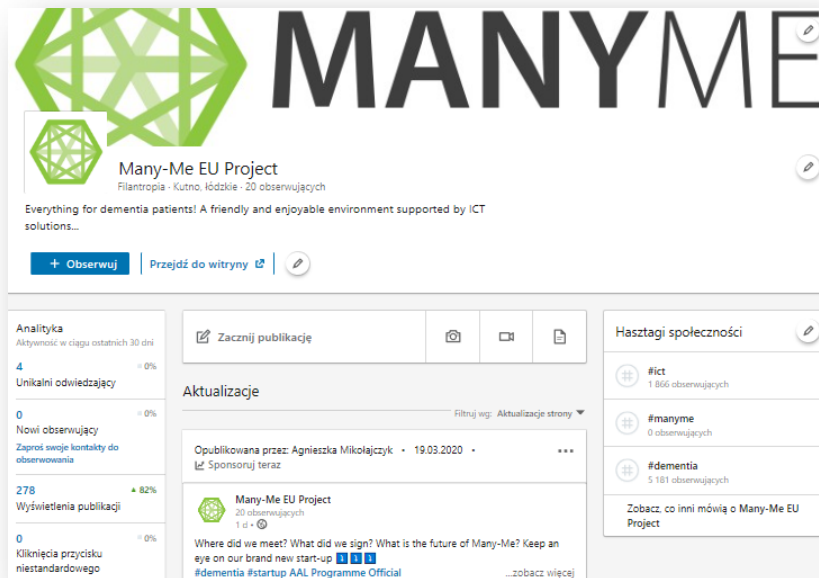 MANYME
Many-Me EU Project
Filantropia · Kutno, łódzkie · 20 obserwujących
Everything for dementia patients! A friendly and enjoyable environment supported by ICT
solutions...
+ Obserwuj
Przejdź do witryny
Analityka
Aktywność w ciągu ostatnich 30 dni
4
0%
Unikalni odwiedzający
0
0%
Nowi obserwujący
Zaproś swoje kontakty do
obserwowania
278
▲ 82%
Wyświetlenia publikacji
0
0%
Kliknięcia przycisku
niestandardowego
Zacznij publikację
Aktualizacje
Filtruj wg: Aktualizacje strony ▼
Opublikowana przez: Agnieszka Mikołajczyk • 19.03.2020 •
Sponsoruj teraz
Many-Me EU Project
20 obserwujących
1 d •
Where did we meet? What did we sign? What is the future of Many-Me? Keep an
eye on our brand new start-up
#dementia #startup AAL Programme Official
...zobacz więcej
Hasztagi społeczności
#ict
1 866 obserwujących
#manyme
0 obserwujących
#dementia
5 181 obserwujących
Zobacz, co inni mówią o Many-Me EU
Project